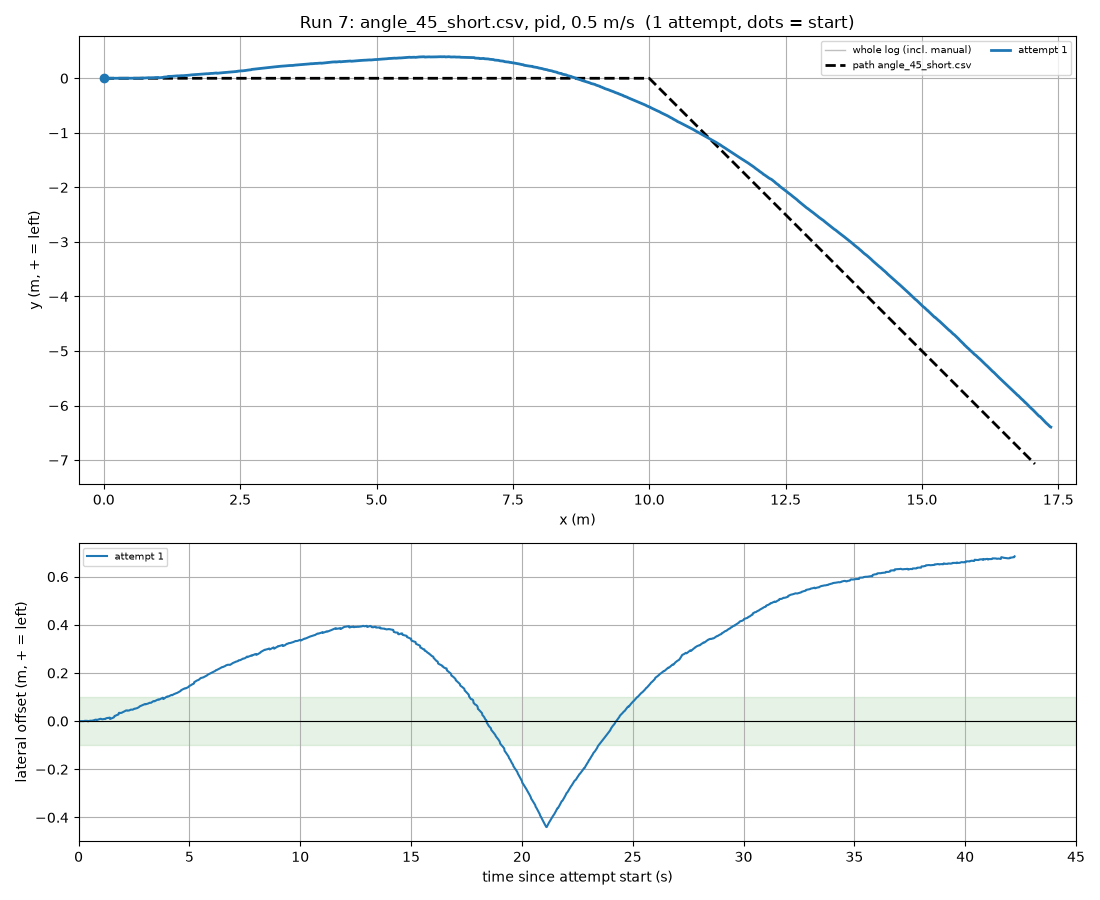 Run 7: angle_45_short.csv, pid, 0.5 m/s  (1 attempt, dots = start)
whole log (incl. manual)
path angle_45_short.csv
attempt 1
y (m, + = left)
0
−1
−2
−3
−4
−5
−6
−7
0.0 2.5 5.0 7.5 10.0 12.5 15.0 17.5
x (m)
attempt 1
lateral offset (m, + = left)
0.6
0.4
0.2
0.0
−0.2
−0.4
0 5 10 15 20 25 30 35 40 45
time since attempt start (s)